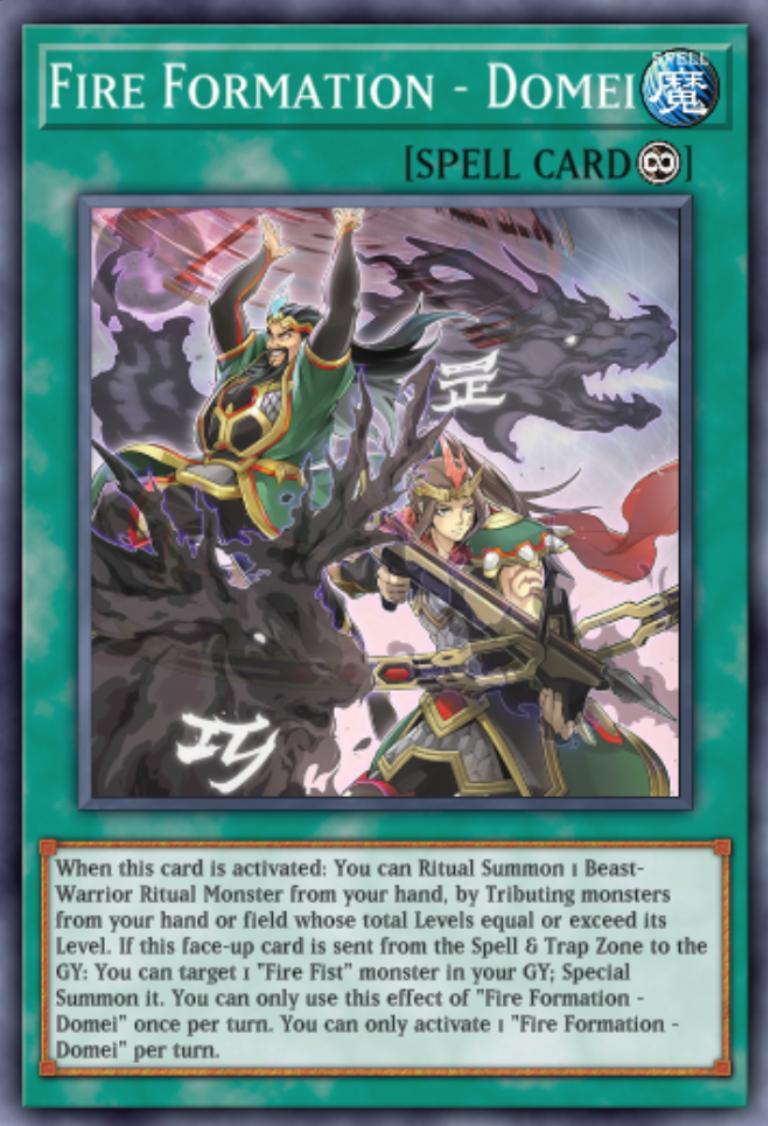 Fire Formation - Domei
SPELL
魔
[SPELL CARD]
罡
巧
When this card is activated: You can Ritual Summon 1 Beast-
Warrior Ritual Monster from your hand, by Tributing monsters
from your hand or field whose total Levels equal or exceed its
Level. If this face-up card is sent from the Spell & Trap Zone to the
GY: You can target 1 "Fire Fist" monster in your GY; Special
Summon it. You can only use this effect of "Fire Formation -
Domei" once per turn. You can only activate 1 "Fire Formation -
Domei" per turn.